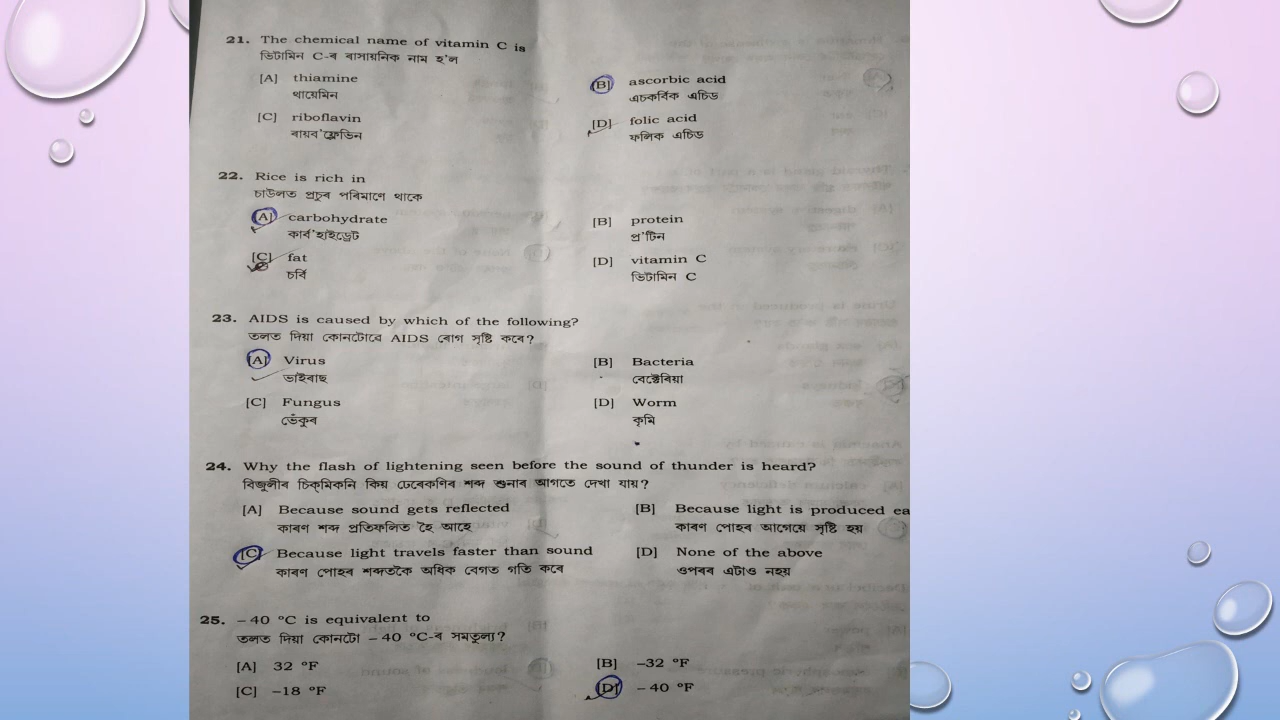 21. The chemical name of vitamin C is
ভিটামিন C-ৰ ৰাসায়নিক নাম হ'ল
[A] thiamine [B] ascorbic acid
থায়েমিন এচকৰ্বিক এচিড
[C] riboflavin [D] folic acid
ৰায়ব'ফ্লেভিন ফলিক এচিড
22. Rice is rich in
চাউলত প্ৰচুৰ পৰিমাণে থাকে
[A] carbohydrate [B] protein
কাৰ্ব'হাইড্ৰেট প্ৰ'টিন
[C] fat [D] vitamin C
চৰ্বি ভিটামিন C
23. AIDS is caused by which of the following?
তলত দিয়া কোনটোৱে AIDS ৰোগ সৃষ্টি কৰে?
[A] Virus [B] Bacteria
ভাইৰাছ বেক্টেৰিয়া
[C] Fungus [D] Worm
ভেঁকুৰ কৃমি
24. Why the flash of lightening seen before the sound of thunder is heard?
বিজুলীৰ চিক্‌মিকনি কিয় ঢেৰেকণিৰ শব্দ শুনাৰ আগতে দেখা যায়?
[A] Because sound gets reflected [B] Because light is produced ea
কাৰণ শব্দ প্ৰতিফলিত হৈ আহে কাৰণ পোহৰ আগেয়ে সৃষ্টি হয়
[C] Because light travels faster than sound [D] None of the above
কাৰণ পোহৰ শব্দতকৈ অধিক বেগত গতি কৰে ওপৰৰ এটাও নহয়
25. – 40 °C is equivalent to
তলত দিয়া কোনটো – 40 °C-ৰ সমতুল্য?
[A] 32 °F [B] –32 °F
[C] –18 °F [D] – 40 °F